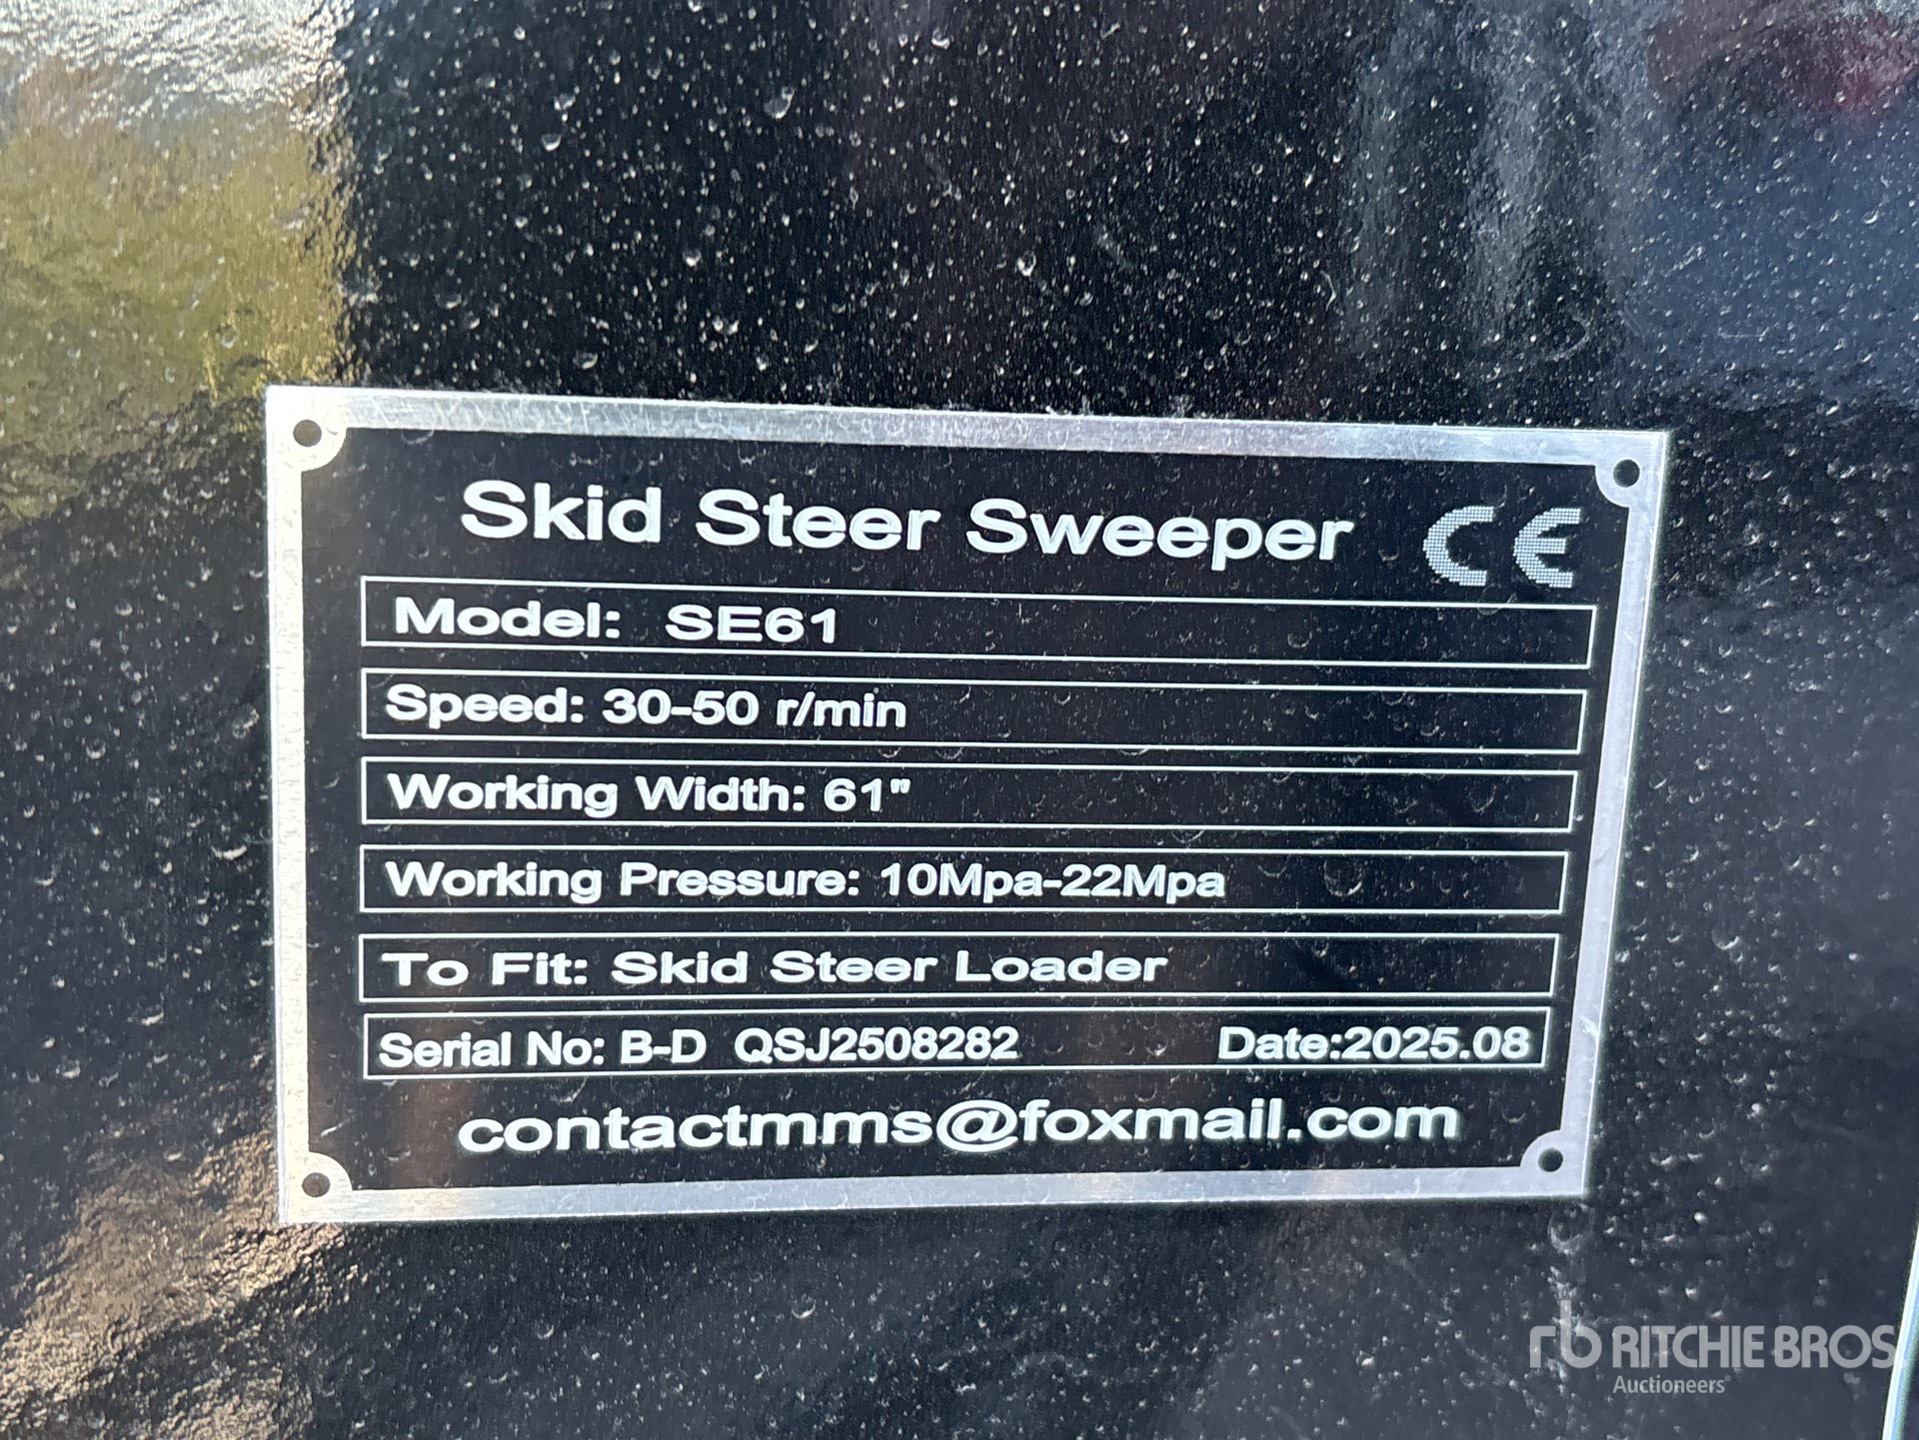 Skid Steer Sweeper CE
Model: SE61
Speed: 30-50 r/min
Working Width: 61"
Working Pressure: 10Mpa-22Mpa
To Fit: Skid Steer Loader
Serial No: B-D QSJ2508282 Date:2025.08
contactmms@foxmail.com
rb RITCHIE BROS
Auctioneers